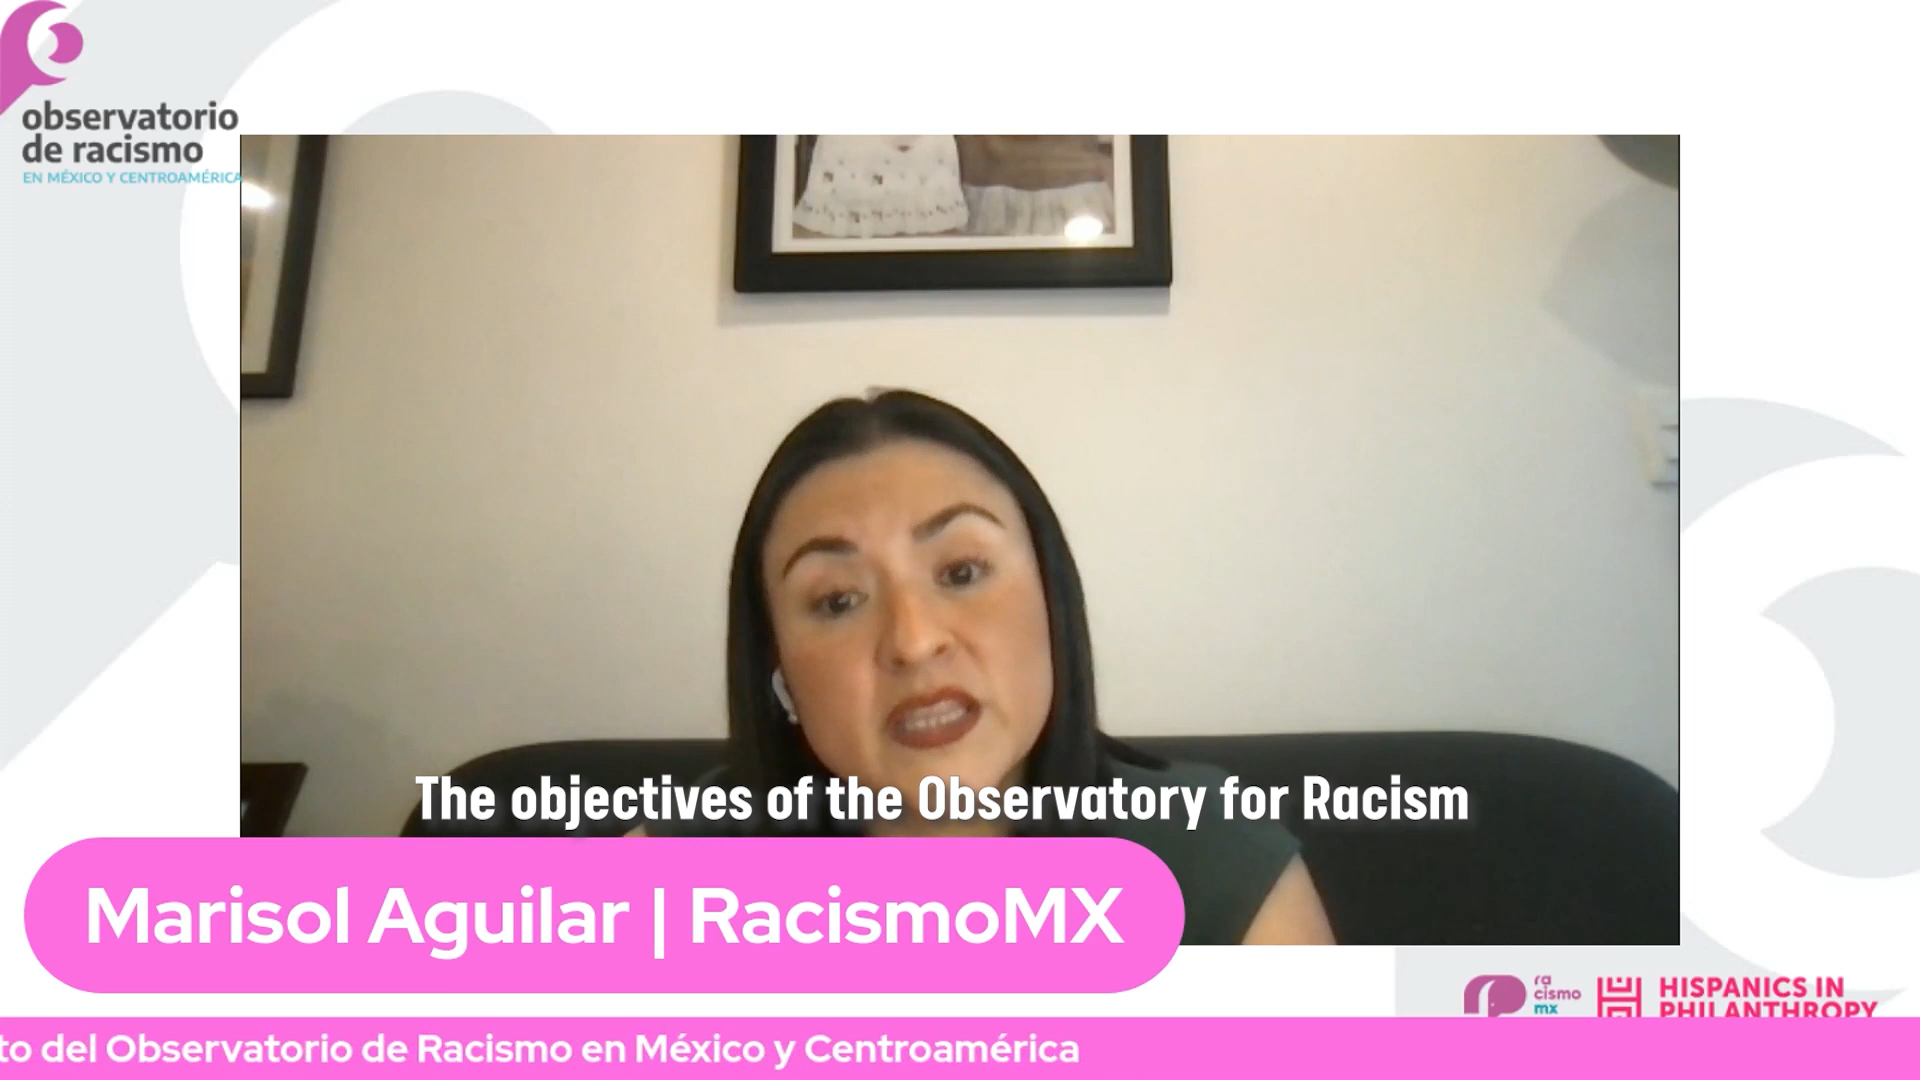 observatorio
de racismo
EN MÉXICO Y CENTROAMÉRICA
The objectives of the Observatory for Racism
Marisol Aguilar | RacismoMX
ra
cismo
mx
HISPANICS IN
PHILANTHROPY
to del Observatorio de Racismo en México y Centroamérica